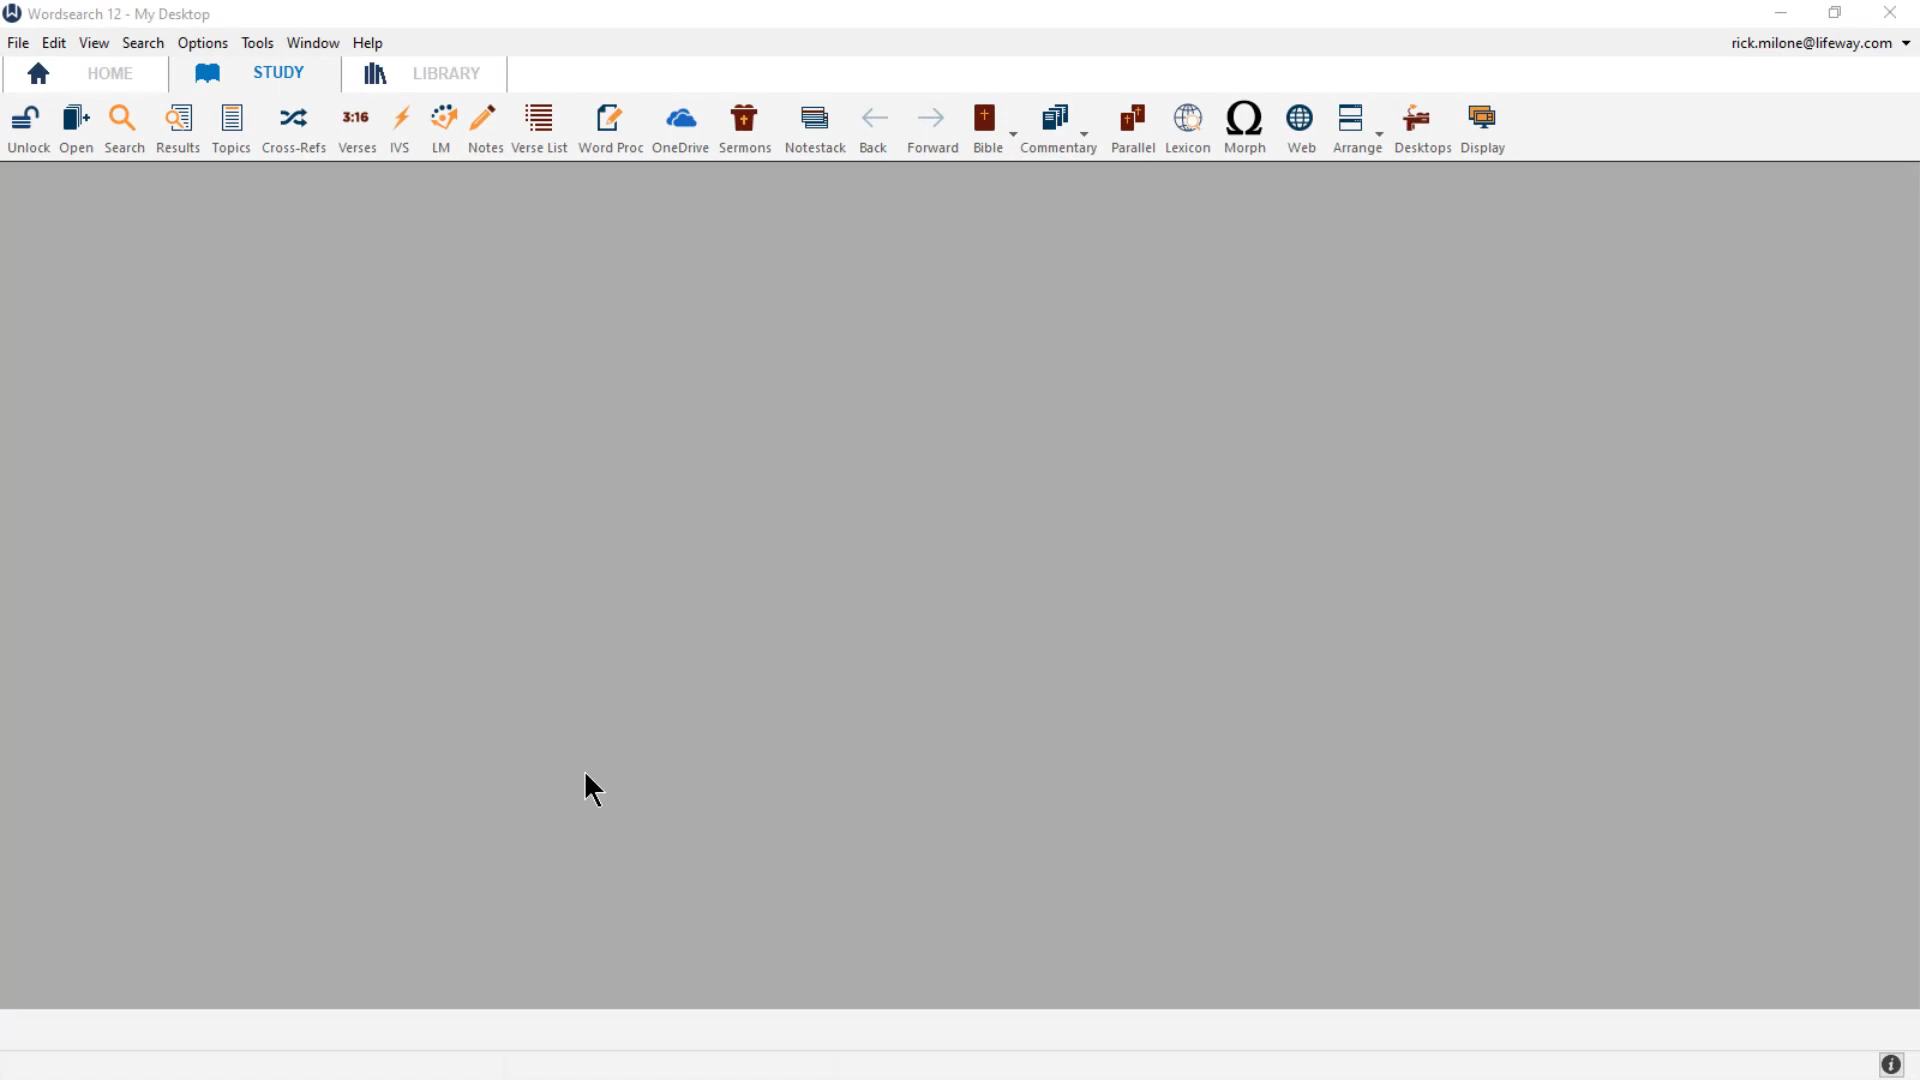 Wordsearch 12 - My Desktop
File Edit View Search Options Tools Window Help rick.milone@lifeway.com
HOME STUDY LIBRARY
3:16
Unlock Open Search Results Topics Cross-Refs Verses IVS LM Notes Verse List Word Proc OneDrive Sermons Notestack Back Forward Bible Commentary Parallel Lexicon Morph Web Arrange Desktops Display